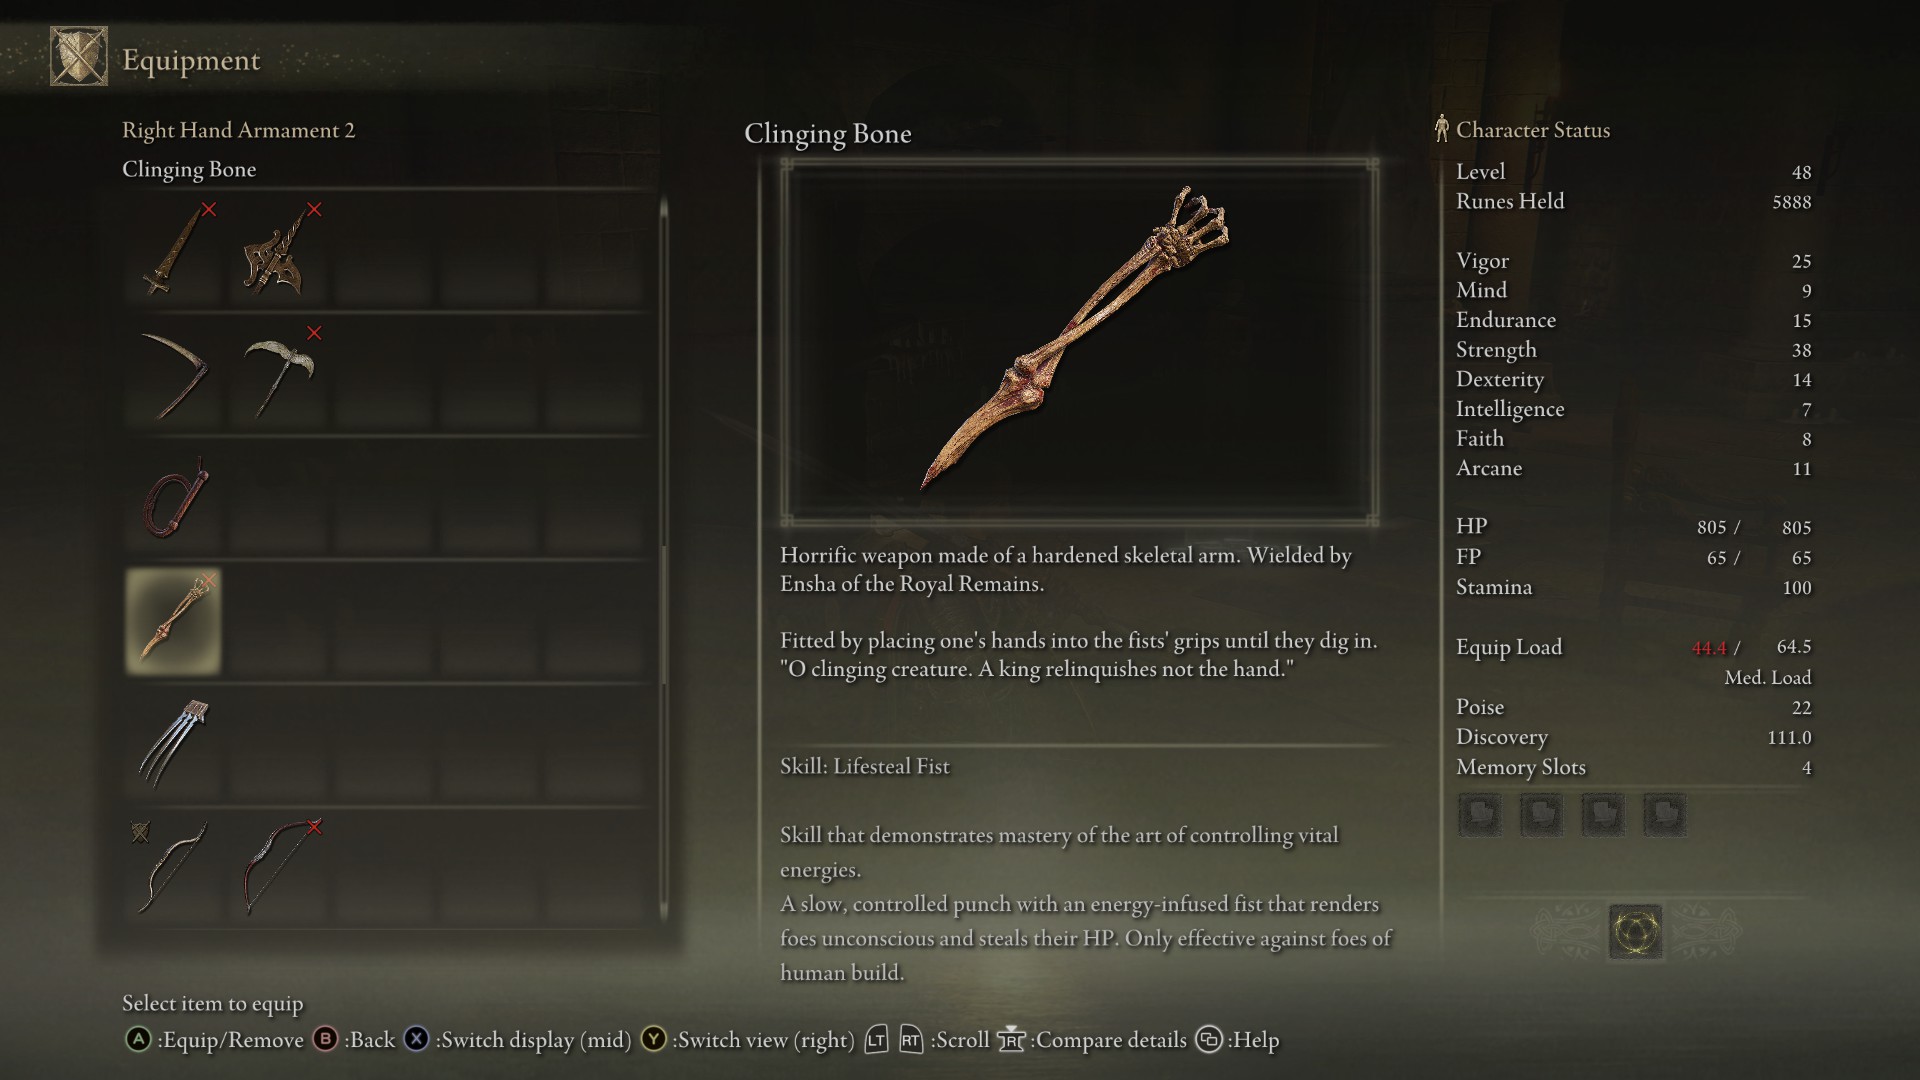 Equipment
Right Hand Armament 2
Clinging Bone
Clinging Bone
Horrific weapon made of a hardened skeletal arm. Wielded by
Ensha of the Royal Remains.
Fitted by placing one's hands into the fists' grips until they dig in.
"O clinging creature. A king relinquishes not the hand."
Skill: Lifesteal Fist
Skill that demonstrates mastery of the art of controlling vital
energies.
A slow, controlled punch with an energy-infused fist that renders
foes unconscious and steals their HP. Only effective against foes of
human build.
Character Status
Level 48
Runes Held 5888
Vigor 25
Mind 9
Endurance 15
Strength 38
Dexterity 14
Intelligence 7
Faith 8
Arcane 11
HP 805 / 805
FP 65 / 65
Stamina 100
Equip Load 44.4 / 64.5
Med. Load
Poise 22
Discovery 111.0
Memory Slots 4
Select item to equip
A :Equip/Remove B :Back X :Switch display (mid) Y :Switch view (right) LT RT :Scroll R :Compare details :Help